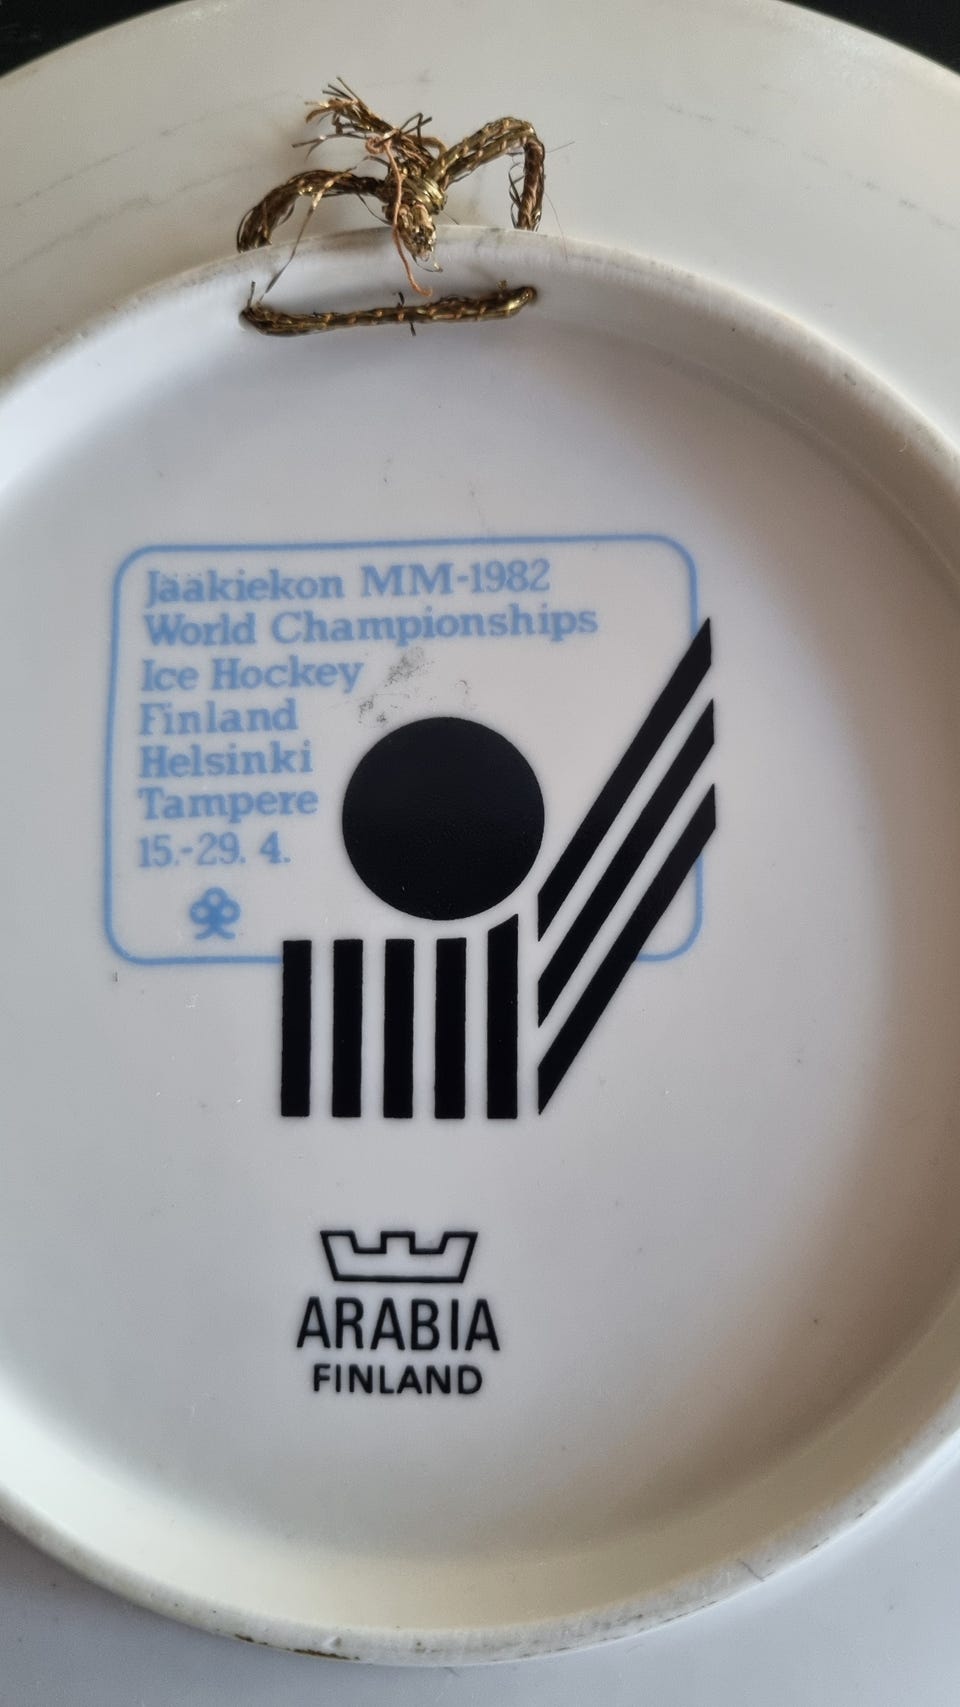 Jääkiekon MM-1982
World Championships
Ice Hockey
Finland
Helsinki
Tampere
15.-29. 4.
ARABIA
FINLAND